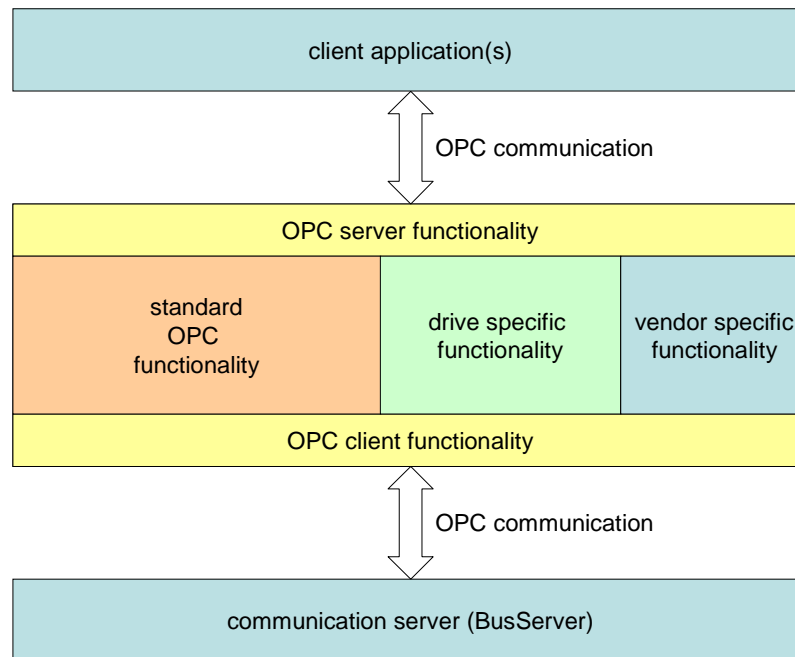 client application(s)
OPC communication
OPC server functionality
standard
OPC
functionality
drive specific
functionality
vendor specific
functionality
OPC client functionality
OPC communication
communication server (BusServer)